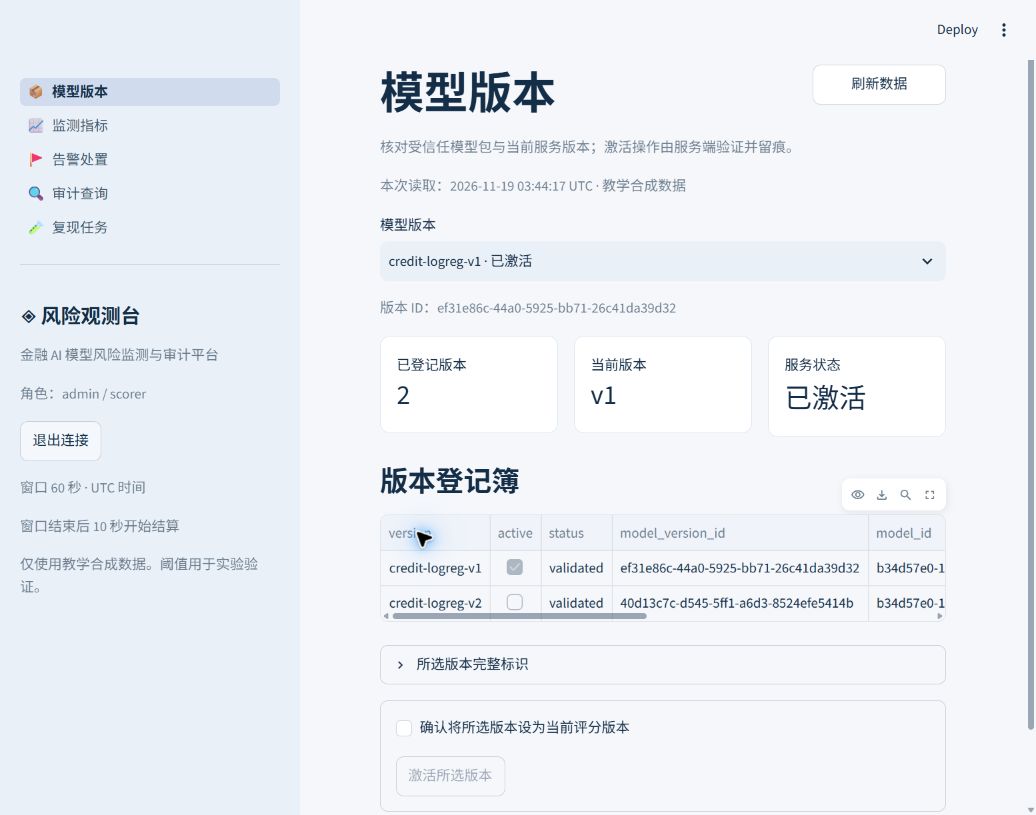 Deploy
模型版本
监测指标
告警处置
审计查询
复现任务
风险观测台
金融 AI 模型风险监测与审计平台
角色：admin / scorer
退出连接
窗口 60 秒 · UTC 时间
窗口结束后 10 秒开始结算
仅使用教学合成数据。阈值用于实验验
证。
模型版本
刷新数据
核对受信任模型包与当前服务版本；激活操作由服务端验证并留痕。
本次读取：2026-11-19 03:44:17 UTC · 教学合成数据
模型版本
credit-logreg-v1 · 已激活
版本 ID：ef31e86c-44a0-5925-bb71-26c41da39d32
已登记版本
2
当前版本
v1
服务状态
已激活
版本登记簿
active status model_version_id model_id
credit-logreg-v1 validated ef31e86c-44a0-5925-bb71-26c41da39d32 b34d57e0-1
credit-logreg-v2 validated 40d13c7c-d545-5ff1-a6d3-8524efe5414b b34d57e0-1
所选版本完整标识
确认将所选版本设为当前评分版本
激活所选版本